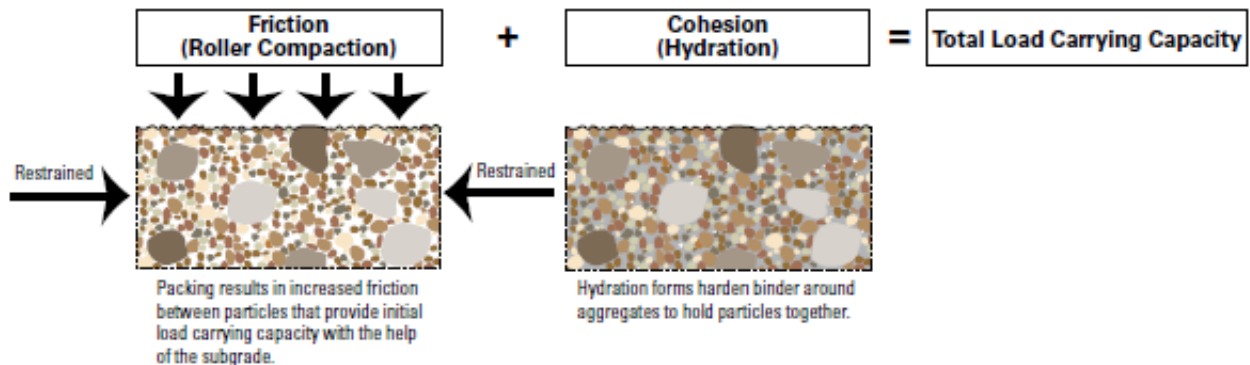 Friction
(Roller Compaction)
+
Cohesion
(Hydration)
=
Total Load Carrying Capacity
Restrained
Restrained
Packing results in increased friction
between particles that provide initial
load carrying capacity with the help
of the subgrade.
Hydration forms harden binder around
aggregates to hold particles together.